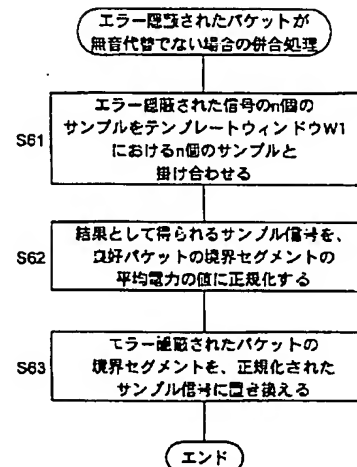 エラー隠蔽されたパケットが
無音代替でない場合の併合処理
S61
エラー隠蔽された信号のn個の
サンプルをテンプレートウィンドウW1
におけるn個のサンプルと
掛け合わせる
S62
結果として得られるサンプル信号を、
良好パケットの境界セグメントの
平均電力の値に正規化する
S63
エラー隠蔽されたパケットの
境界セグメントを、正規化された
サンプル信号に置き換える
エンド